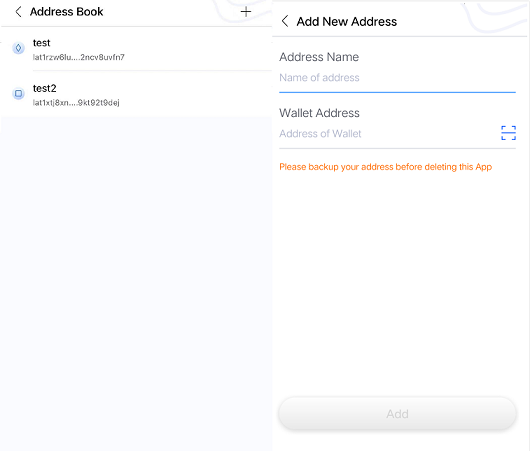 Address Book
test
lat1rzw6lu....2ncv8uvfn7
test2
lat1xtj8xn....9kt92t9dej
Add New Address
Address Name
Name of address
Wallet Address
Address of Wallet
Please backup your address before deleting this App
Add